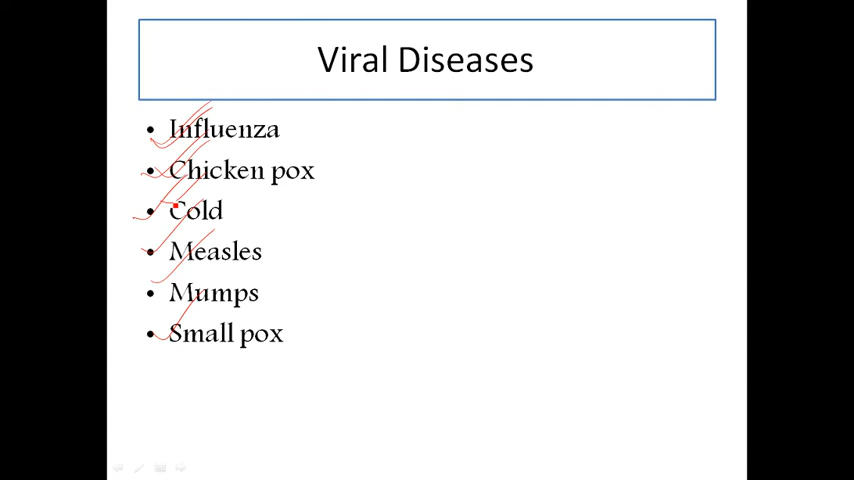 Viral Diseases
• Influenza
• Chicken pox
• Cold
• Measles
• Mumps
• Small pox